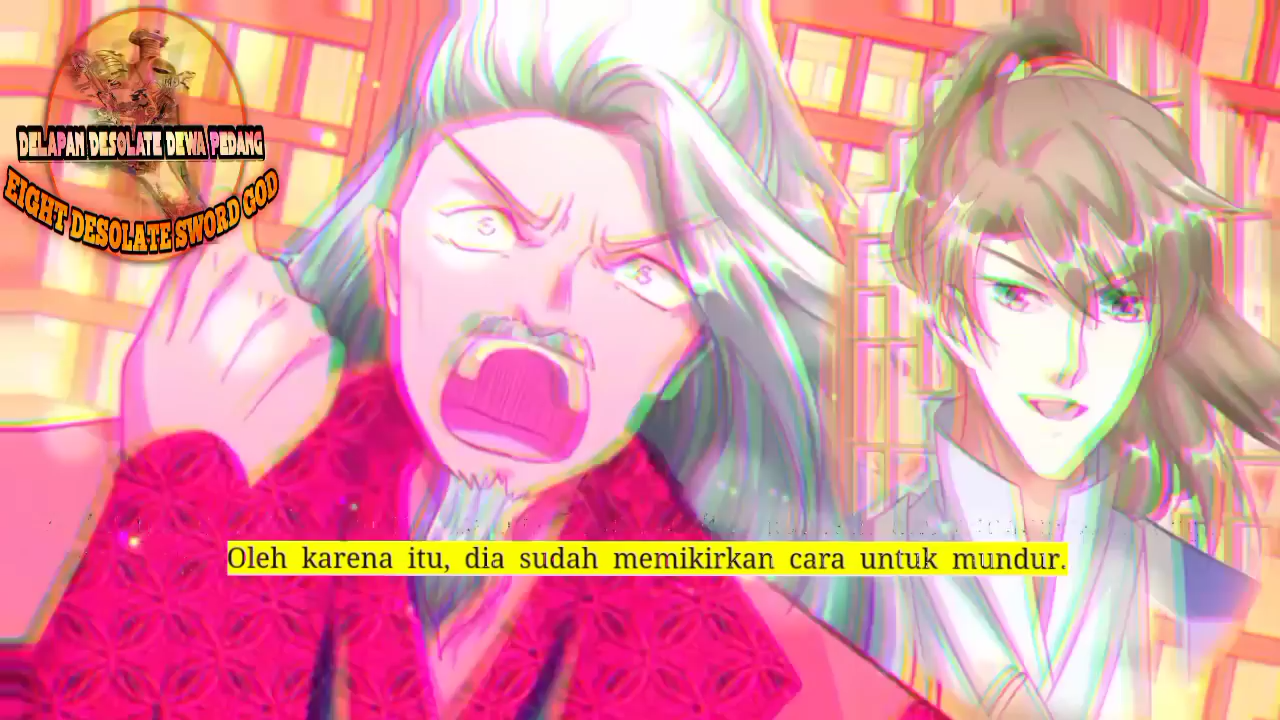 DELAPAN DESOLATE DEWA PEDANG
EIGHT DESOLATE SWORD GOD
Oleh karena itu, dia sudah memikirkan cara untuk mundur.